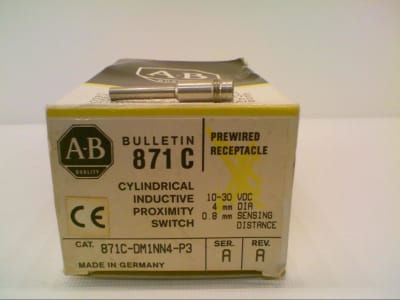 A-B
A-B
QUALITY
BULLETIN
871 C
PREWIRED
RECEPTACLE
CYLINDRICAL
INDUCTIVE
PROXIMITY
SWITCH
10-30 VDC
4 mm DIA
0.8 mm SENSING
DISTANCE
CE
CAT. 871C-DM1NN4-P3
SER. A
REV. A
MADE IN GERMANY